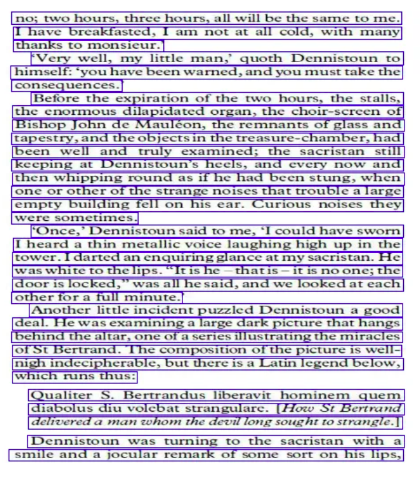 no; two hours, three hours, all will be the same to me.
I have breakfasted, I am not at all cold, with many
thanks to monsieur.’
‘Very well, my little man,’ quoth Dennistoun to
himself: ‘you have been warned, and you must take the
consequences.’
Before the expiration of the two hours, the stalls,
the enormous dilapidated organ, the choir-screen of
Bishop John de Mauléon, the remnants of glass and
tapestry, and the objects in the treasure-chamber, had
been well and truly examined; the sacristan still
keeping at Dennistoun's heels, and every now and
then whipping round as if he had been stung, when
one or other of the strange noises that trouble a large
empty building fell on his ear. Curious noises they
were sometimes.
‘Once,’ Dennistoun said to me, ‘I could have sworn
I heard a thin metallic voice laughing high up in the
tower. I darted an enquiring glance at my sacristan. He
was white to the lips. “It is he – that is – it is no one; the
door is locked,” was all he said, and we looked at each
other for a full minute.’
Another little incident puzzled Dennistoun a good
deal. He was examining a large dark picture that hangs
behind the altar, one of a series illustrating the miracles
of St Bertrand. The composition of the picture is well-
nigh indecipherable, but there is a Latin legend below,
which runs thus:
Qualiter S. Bertrandus liberavit hominem quem
diabolus diu volebat strangulare. [How St Bertrand
delivered a man whom the devil long sought to strangle.]
Dennistoun was turning to the sacristan with a
smile and a jocular remark of some sort on his lips,